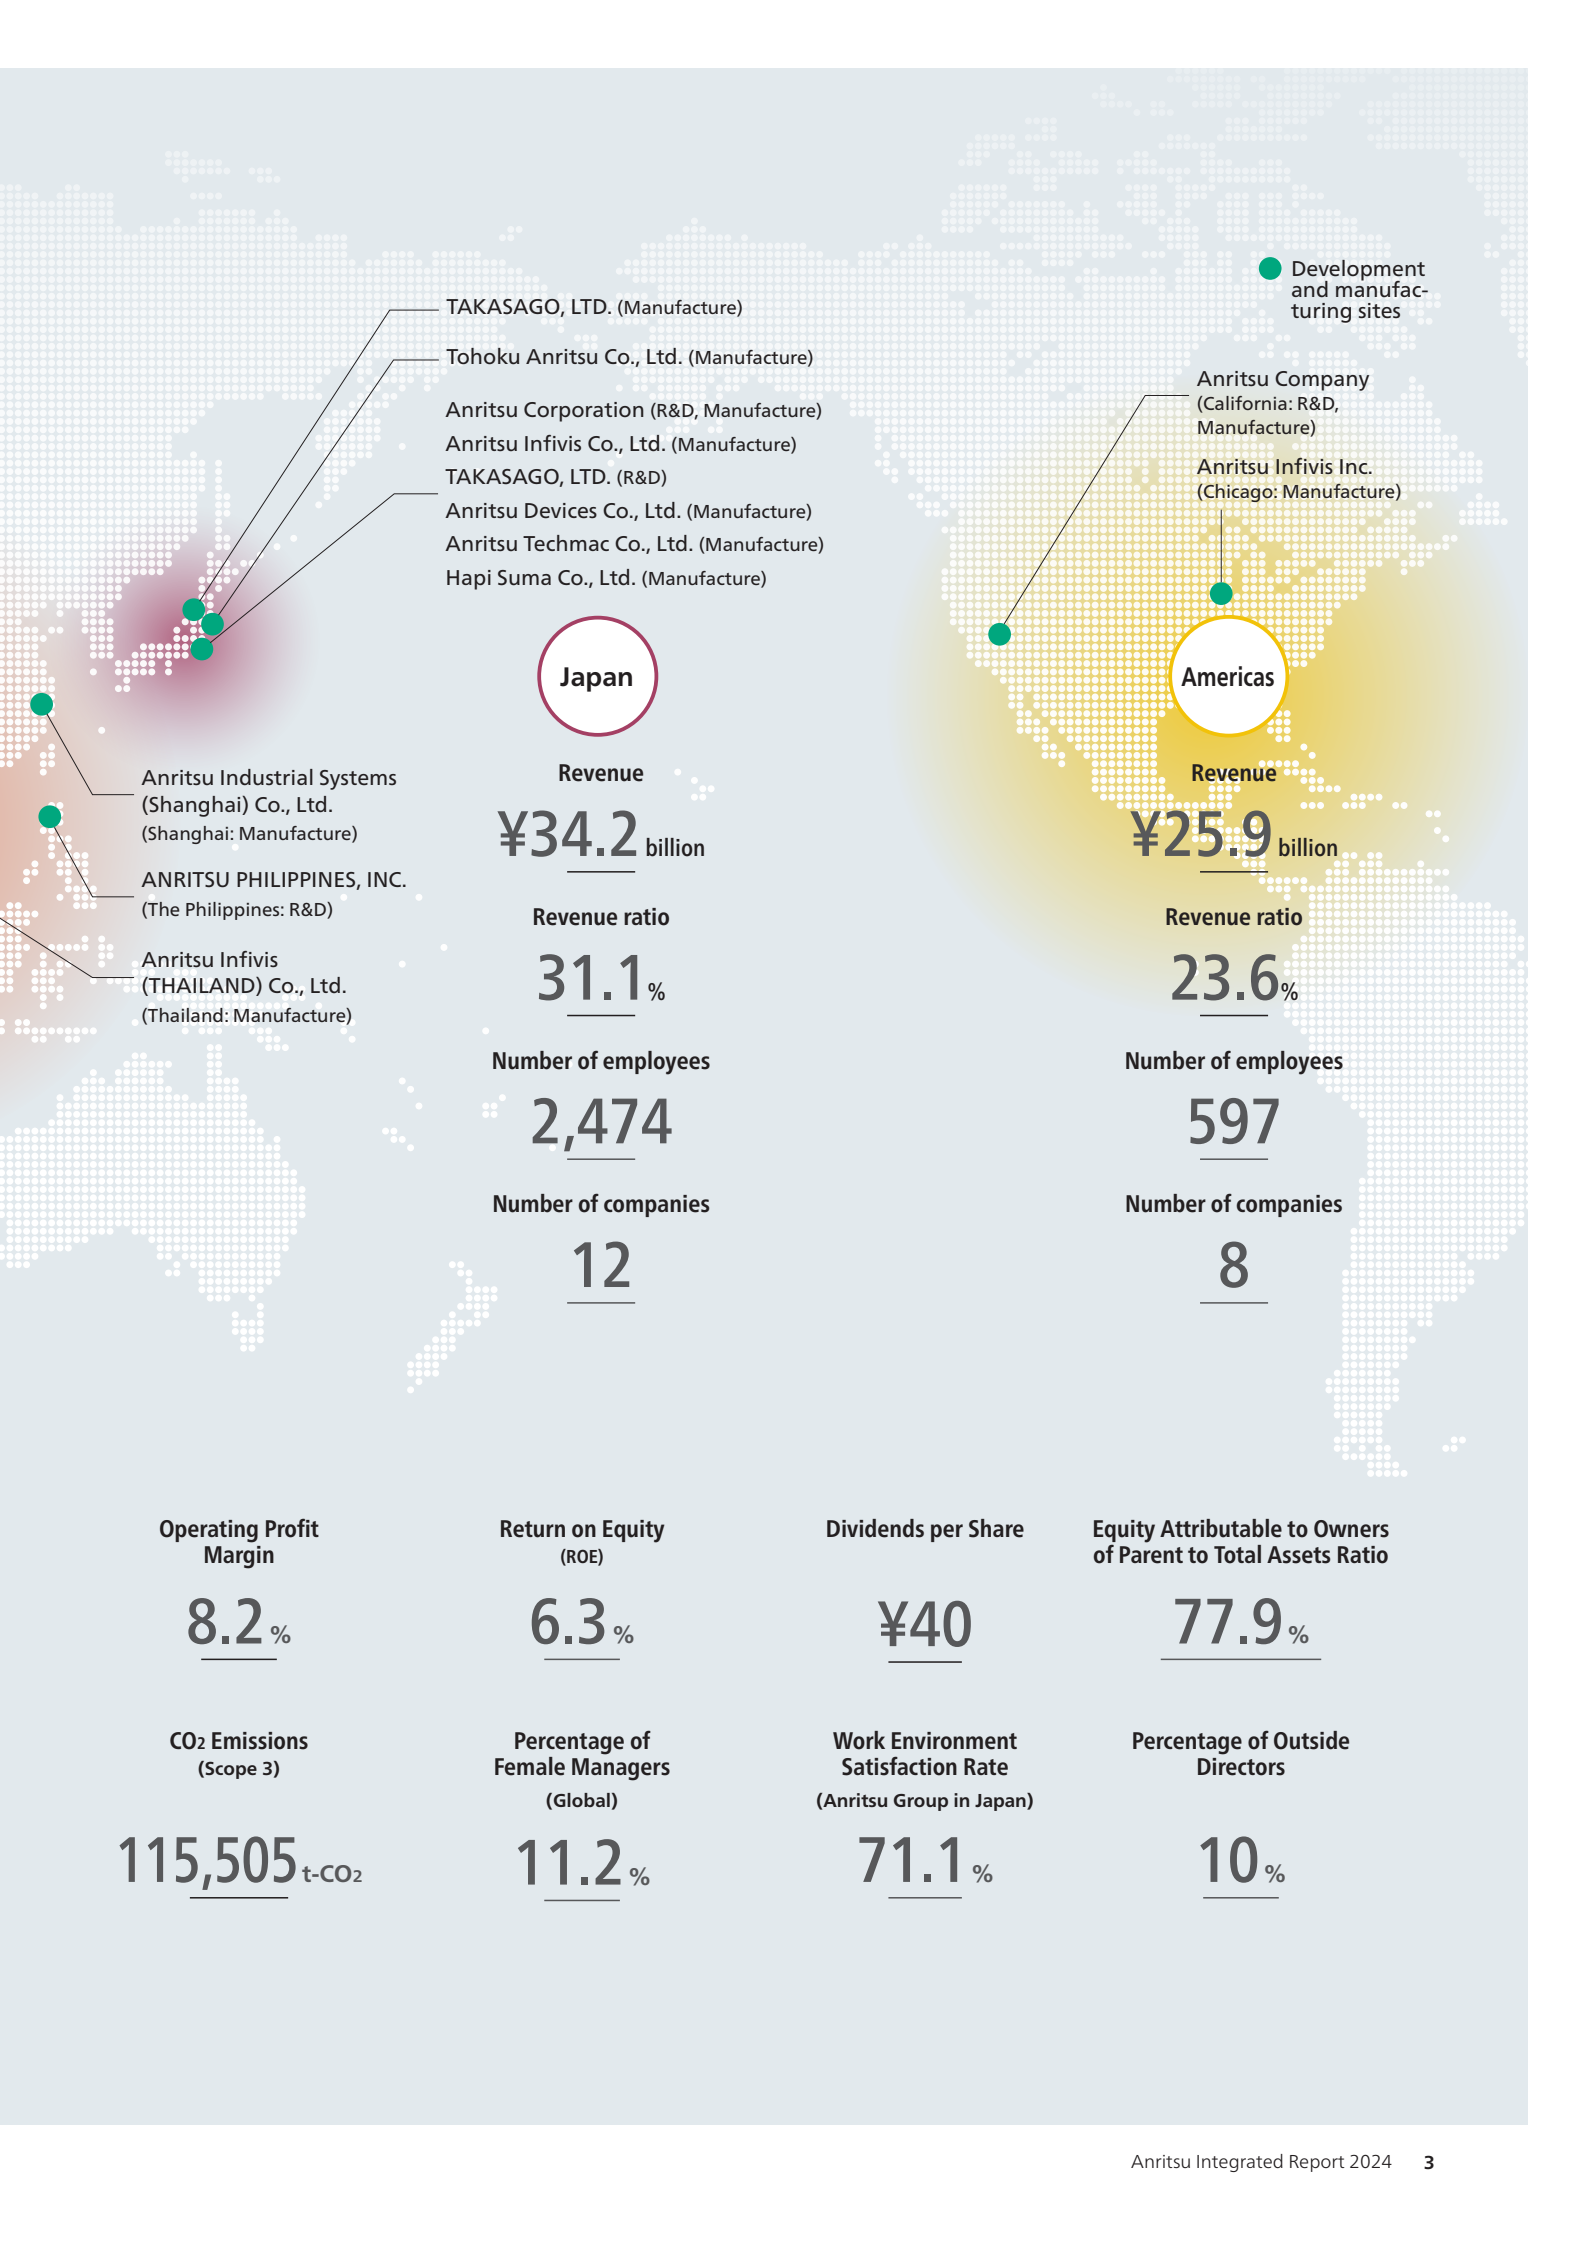 Development
and manufac-
turing sites
TAKASAGO, LTD. (Manufacture)
Tohoku Anritsu Co., Ltd. (Manufacture)
Anritsu Corporation (R&D, Manufacture)
Anritsu Infivis Co., Ltd. (Manufacture)
TAKASAGO, LTD. (R&D)
Anritsu Devices Co., Ltd. (Manufacture)
Anritsu Techmac Co., Ltd. (Manufacture)
Hapi Suma Co., Ltd. (Manufacture)
Anritsu Company
(California: R&D,
Manufacture)
Anritsu Infivis Inc.
(Chicago: Manufacture)
Anritsu Industrial Systems
(Shanghai) Co., Ltd.
(Shanghai: Manufacture)
ANRITSU PHILIPPINES, INC.
(The Philippines: R&D)
Anritsu Infivis
(THAILAND) Co., Ltd.
(Thailand: Manufacture)
Japan
Revenue
¥34.2 billion
Revenue ratio
31.1 %
Number of employees
2,474
Number of companies
12
Americas
Revenue
¥25.9 billion
Revenue ratio
23.6 %
Number of employees
597
Number of companies
8
Operating Profit
Margin
8.2 %
Return on Equity
(ROE)
6.3 %
Dividends per Share
¥40
Equity Attributable to Owners
of Parent to Total Assets Ratio
77.9 %
CO2 Emissions
(Scope 3)
115,505 t-CO2
Percentage of
Female Managers
(Global)
11.2 %
Work Environment
Satisfaction Rate
(Anritsu Group in Japan)
71.1 %
Percentage of Outside
Directors
10 %
Anritsu Integrated Report 2024 3